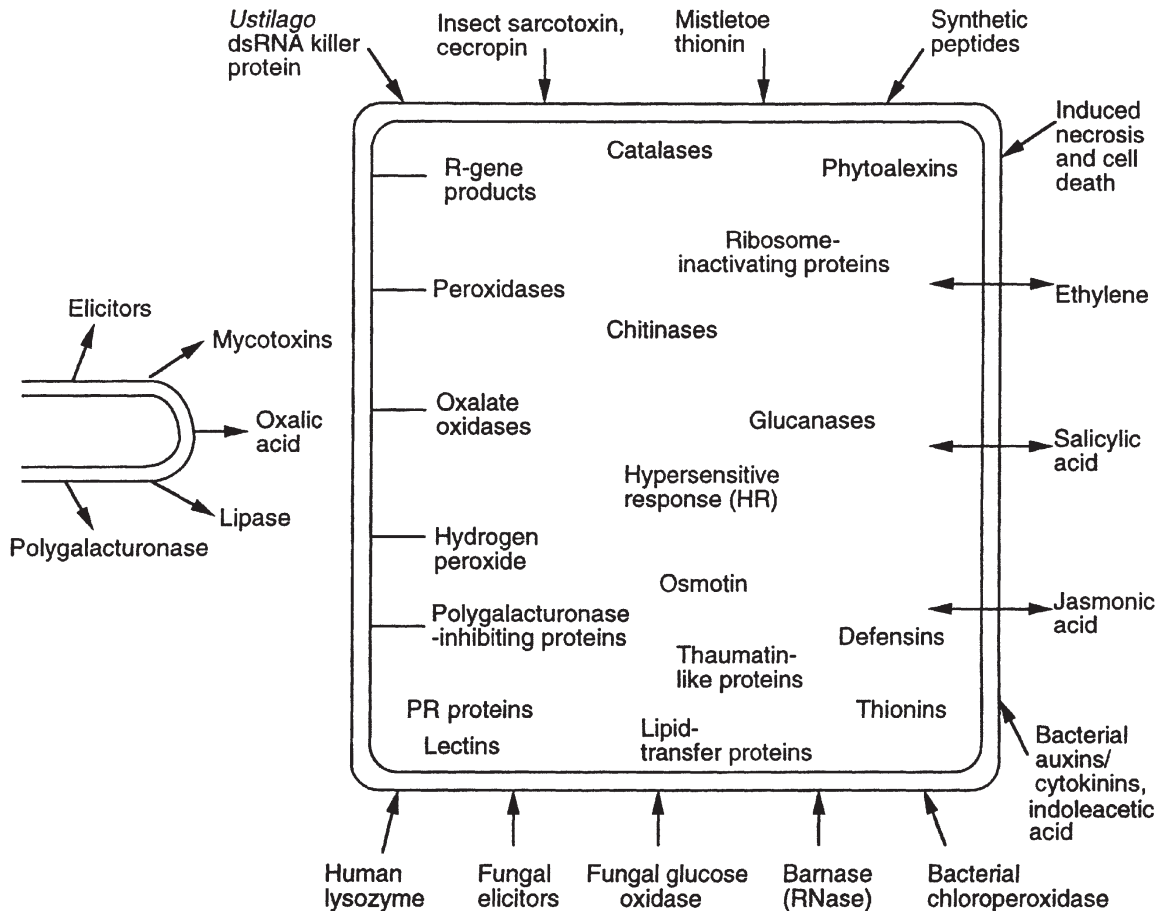 Ustilago
dsRNA killer
protein
Insect sarcotoxin,
cecropin
Mistletoe
thionin
Synthetic
peptides
Induced
necrosis
and cell
death
Catalases
Phytoalexins
R-gene
products
Ribosome-
inactivating proteins
Peroxidases
Ethylene
Elicitors
Mycotoxins
Chitinases
Oxalic
acid
Oxalate
oxidases
Glucanases
Salicylic
acid
Hypersensitive
response (HR)
Lipase
Polygalacturonase
Hydrogen
peroxide
Osmotin
Jasmonic
acid
Polygalacturonase
-inhibiting proteins
Defensins
Thaumatin-
like proteins
PR proteins
Thionins
Lectins
Lipid-
transfer proteins
Bacterial
auxins/
cytokinins,
indoleacetic
acid
Human
lysozyme
Fungal
elicitors
Fungal glucose
oxidase
Barnase
(RNase)
Bacterial
chloroperoxidase